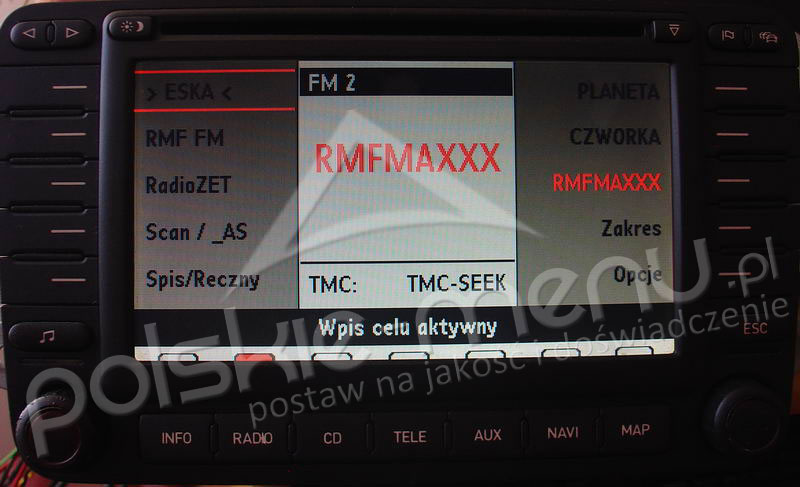 > ESKA <
RMF FM
RadioZET
Scan / _AS
Spis/Reczny
FM 2
RMFMAXXX
TMC: TMC-SEEK
PLANETA
CZWORKA
RMFMAXXX
Zakres
Opcje
Wpis celu aktywny
ESC
INFO RADIO CD TELE AUX NAVI MAP
polskie menu.pl
postaw na jakość i doświadczenie